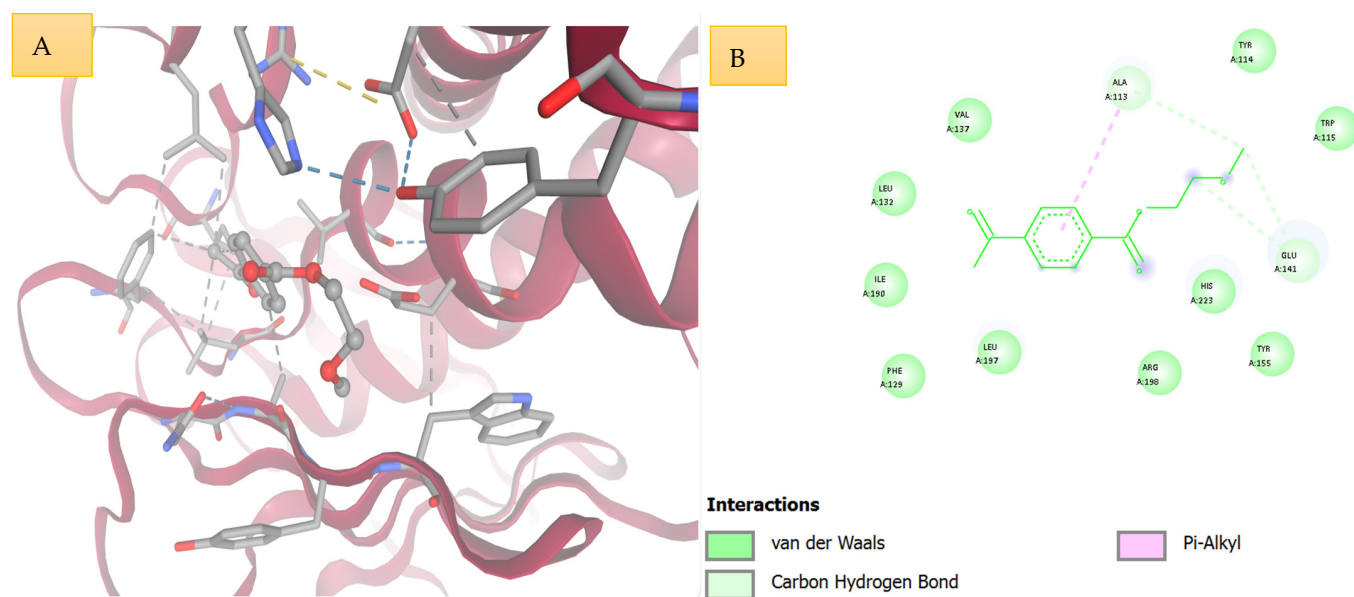 A
B
TYR
A:114
ALA
A:113
VAL
A:137
TRP
A:115
LEU
A:132
GLU
A:141
ILE
A:190
HIS
A:223
LEU
A:197
TYR
A:155
PHE
A:129
ARG
A:198
Interactions
van der Waals
Pi-Alkyl
Carbon Hydrogen Bond